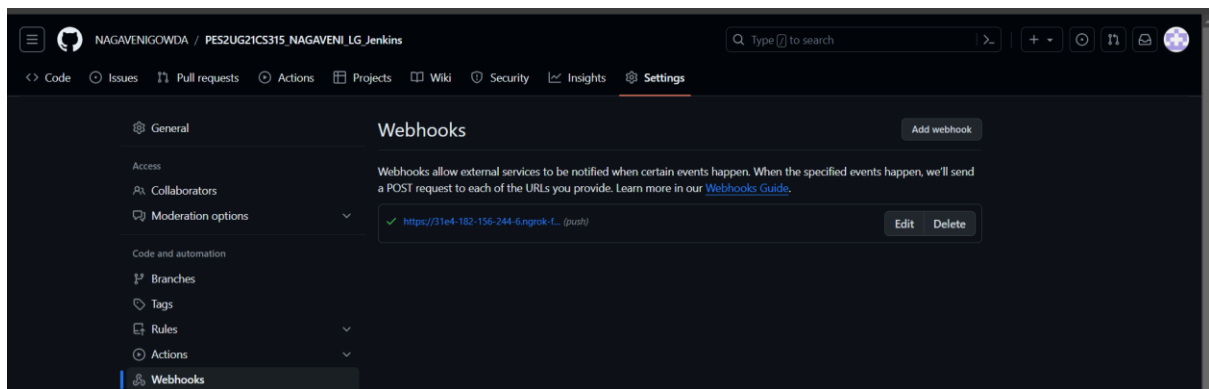 NAGAVENIGOWDA / PES2UG21CS315_NAGAVENI_LG_Jenkins
Type / to search
Code Issues Pull requests Actions Projects Wiki Security Insights Settings
General
Webhooks
Add webhook
Access
Webhooks allow external services to be notified when certain events happen. When the specified events happen, we'll send
a POST request to each of the URLs you provide. Learn more in our Webhooks Guide.
Collaborators
Moderation options
https://31e4-182-156-244-6.ngrok-f... (push)
Edit Delete
Code and automation
Branches
Tags
Rules
Actions
Webhooks